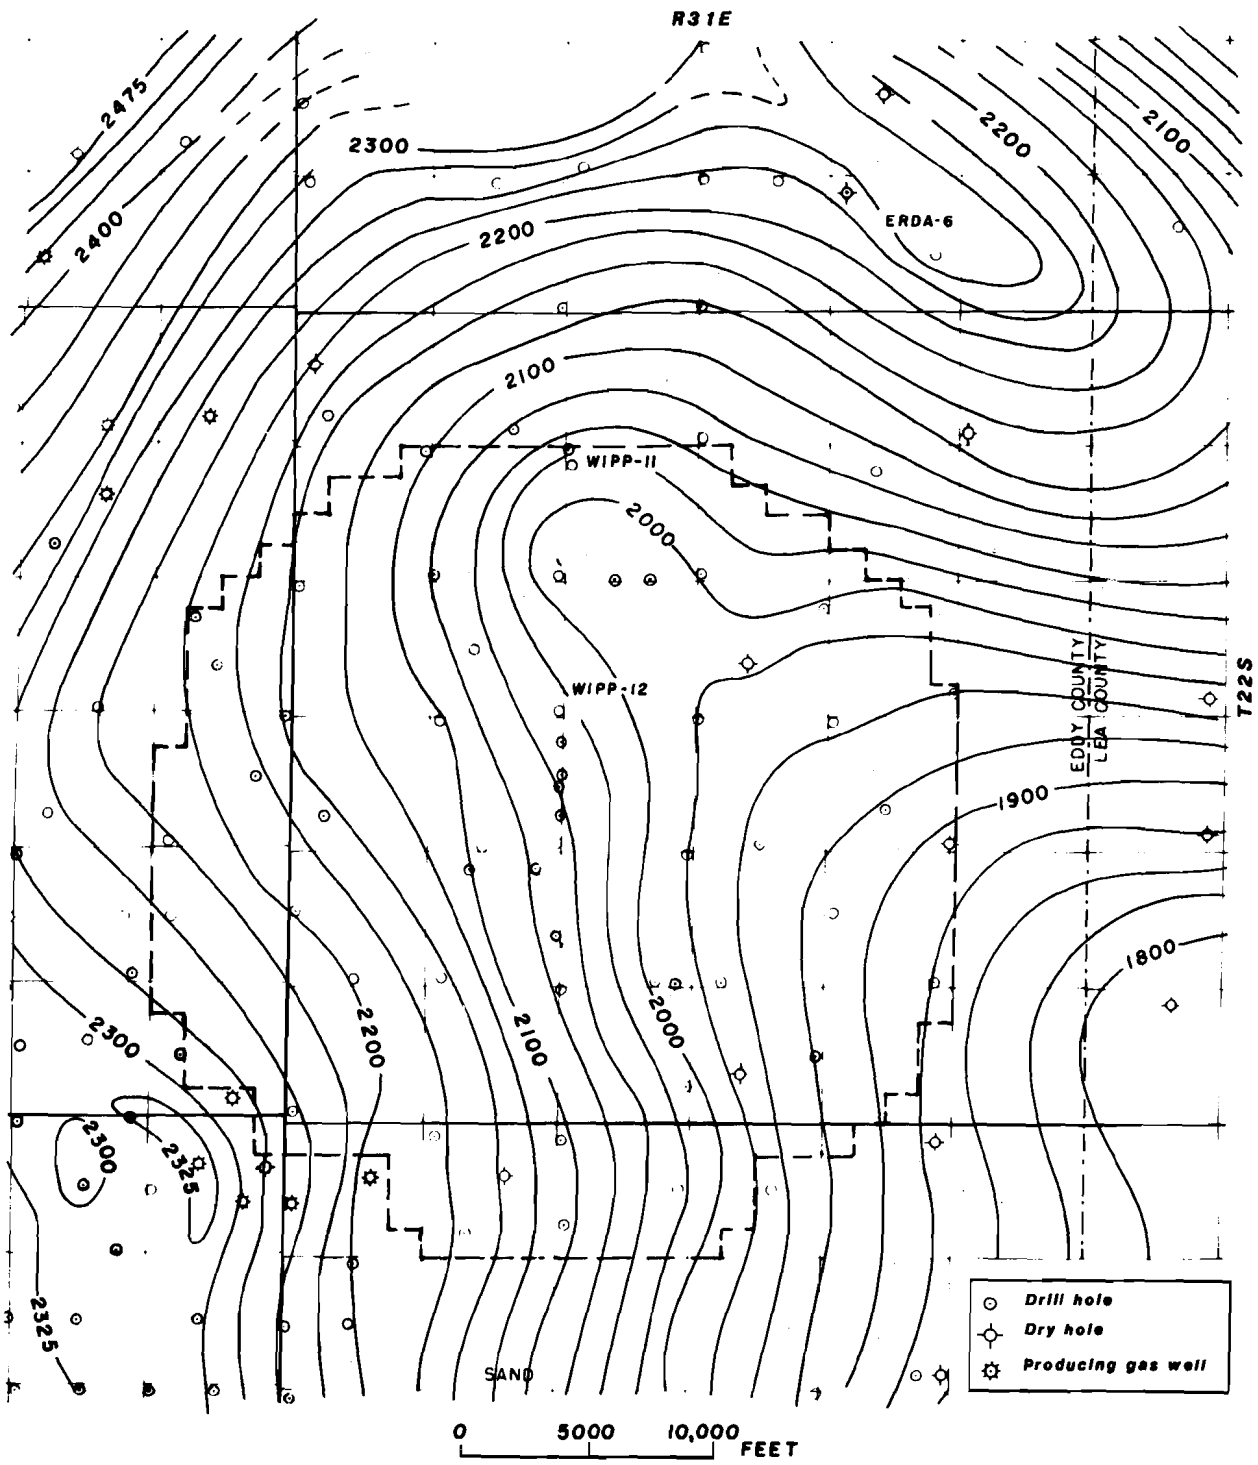 R31E
2475
2300
2200
2100
2400
ERDA-6
2200
2100
WIPP-11
2000
T22S
EDDY COUNTY
LEA COUNTY
WIPP-12
1900
1800
2300
2200
2100
2000
2300
2325
2325
SAND
Drill hole
Dry hole
Producing gas well
0 5000 10,000 FEET